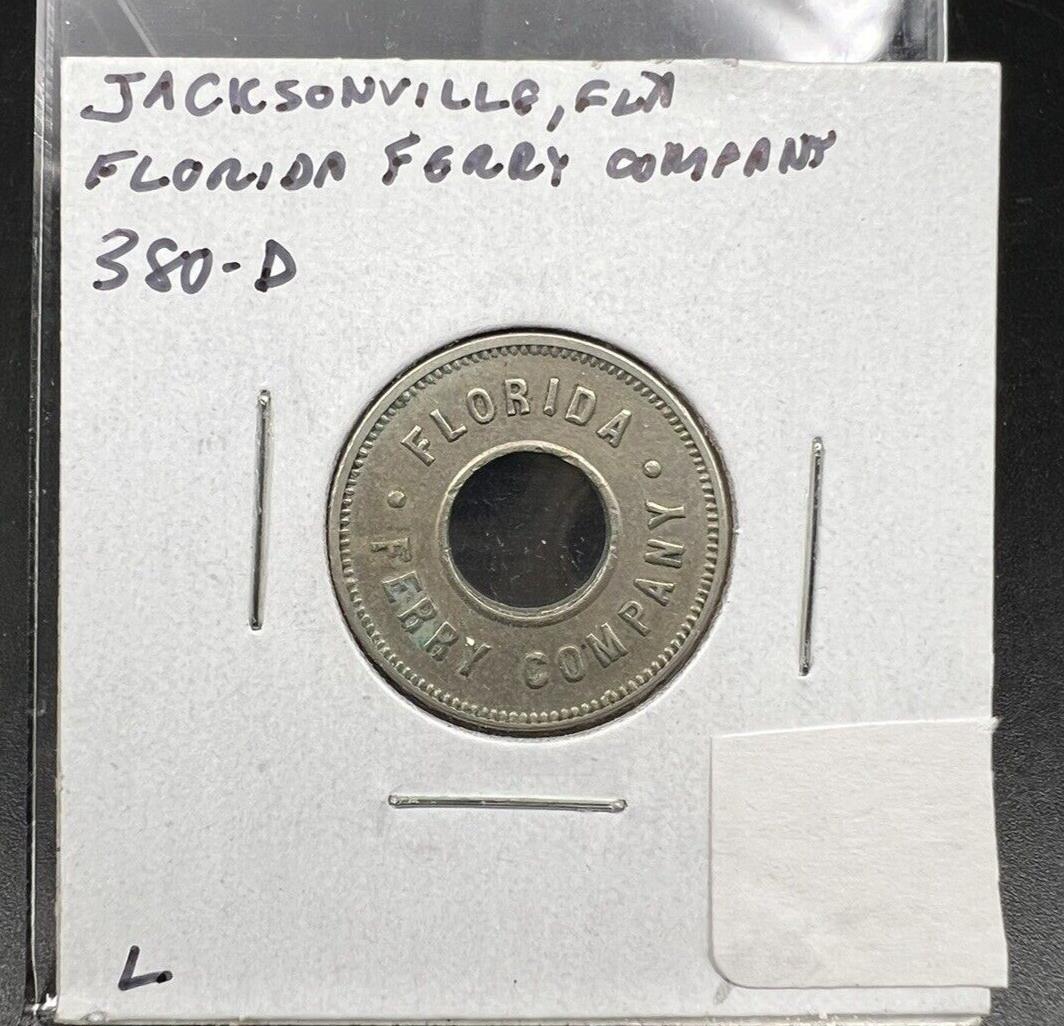 JACKSONVILLE, FLA
FLORIDA FERRY COMPANY
380-D
FLORIDA
• FERRY COMPANY •
L.